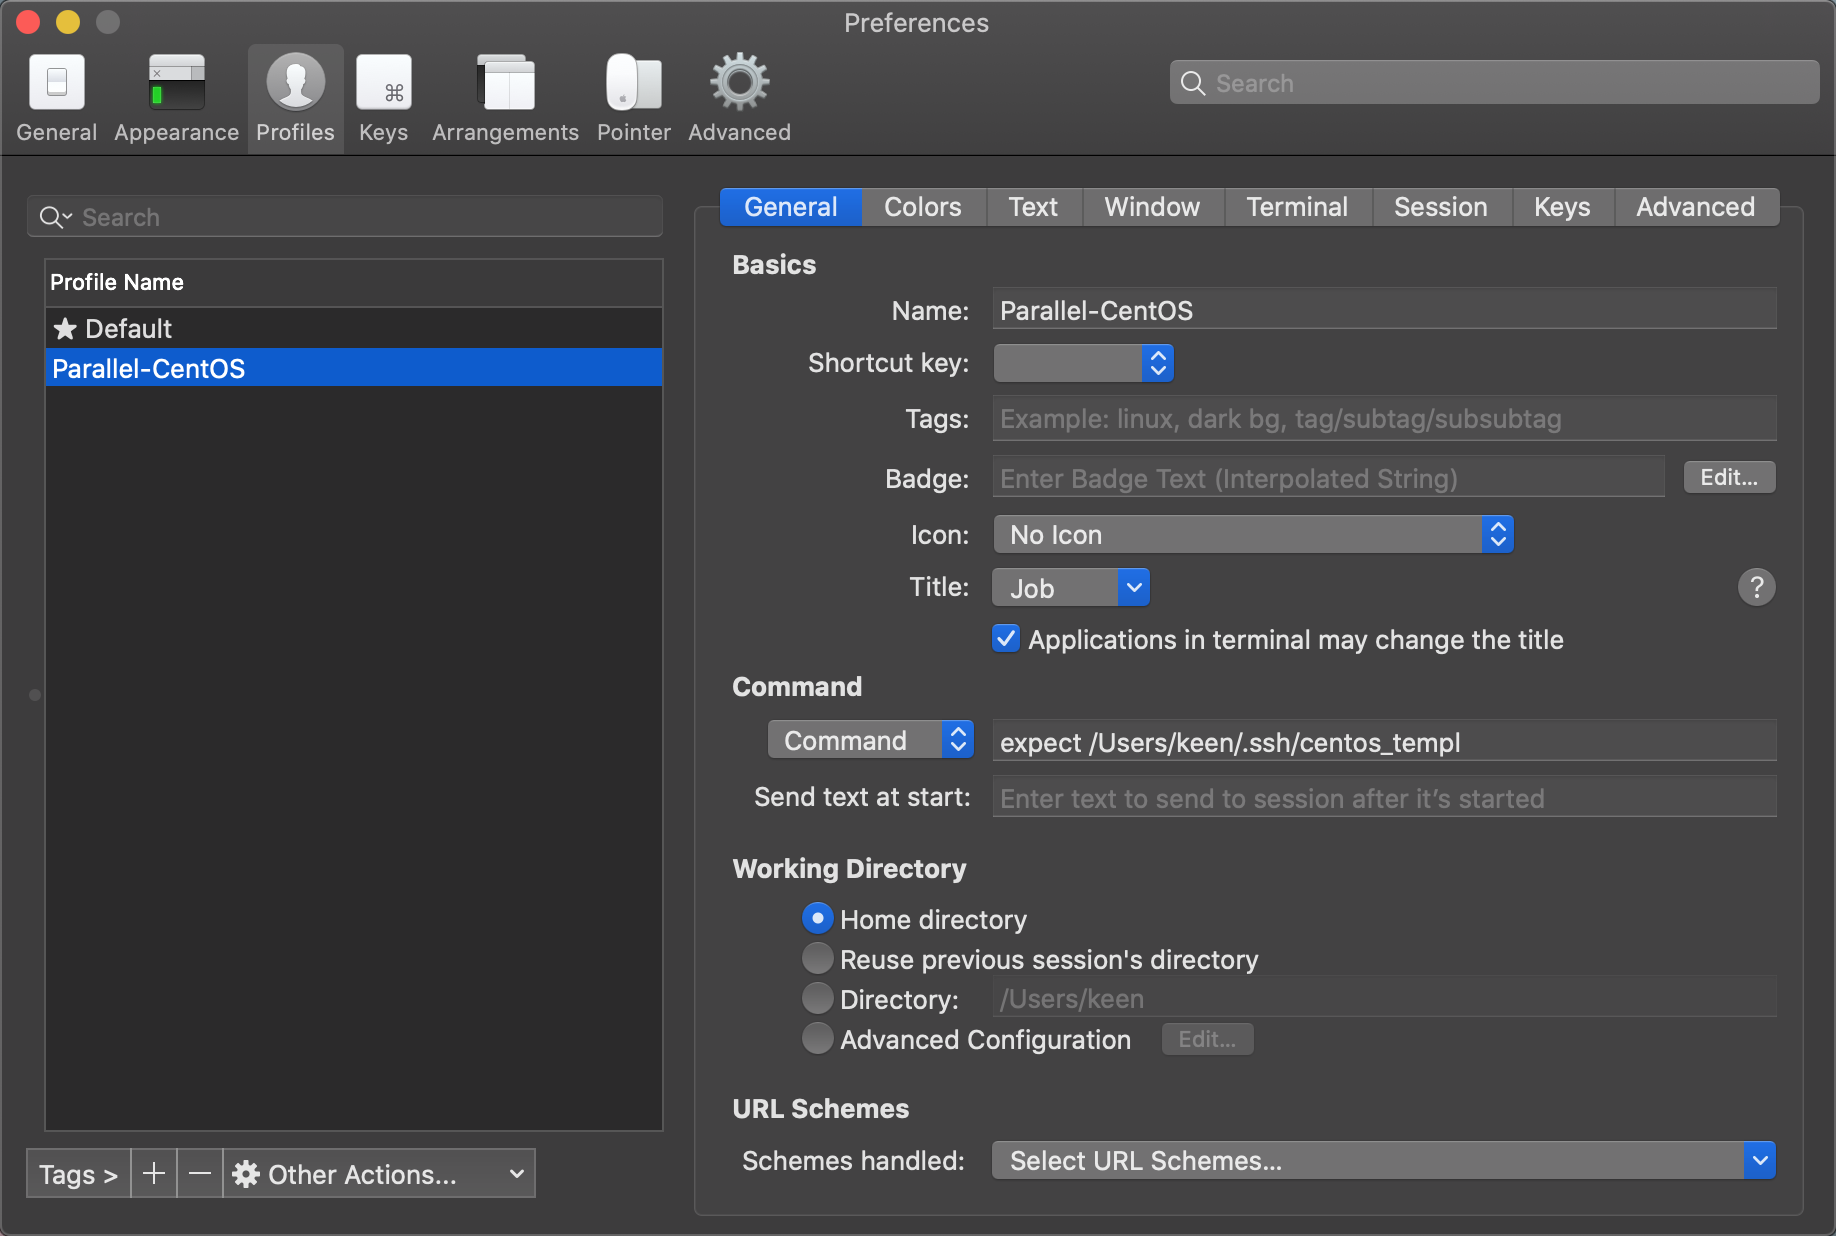 Preferences
General Appearance Profiles Keys Arrangements Pointer Advanced
Search
Search
Profile Name
Default
Parallel-CentOS
Tags >
Other Actions...
General Colors Text Window Terminal Session Keys Advanced
Basics
Name: Parallel-CentOS
Shortcut key:
Tags: Example: linux, dark bg, tag/subtag/subsubtag
Badge: Enter Badge Text (Interpolated String) Edit...
Icon: No Icon
Title: Job ?
Applications in terminal may change the title
Command
Command expect /Users/keen/.ssh/centos_templ
Send text at start: Enter text to send to session after it’s started
Working Directory
Home directory
Reuse previous session's directory
Directory: /Users/keen
Advanced Configuration Edit...
URL Schemes
Schemes handled: Select URL Schemes...